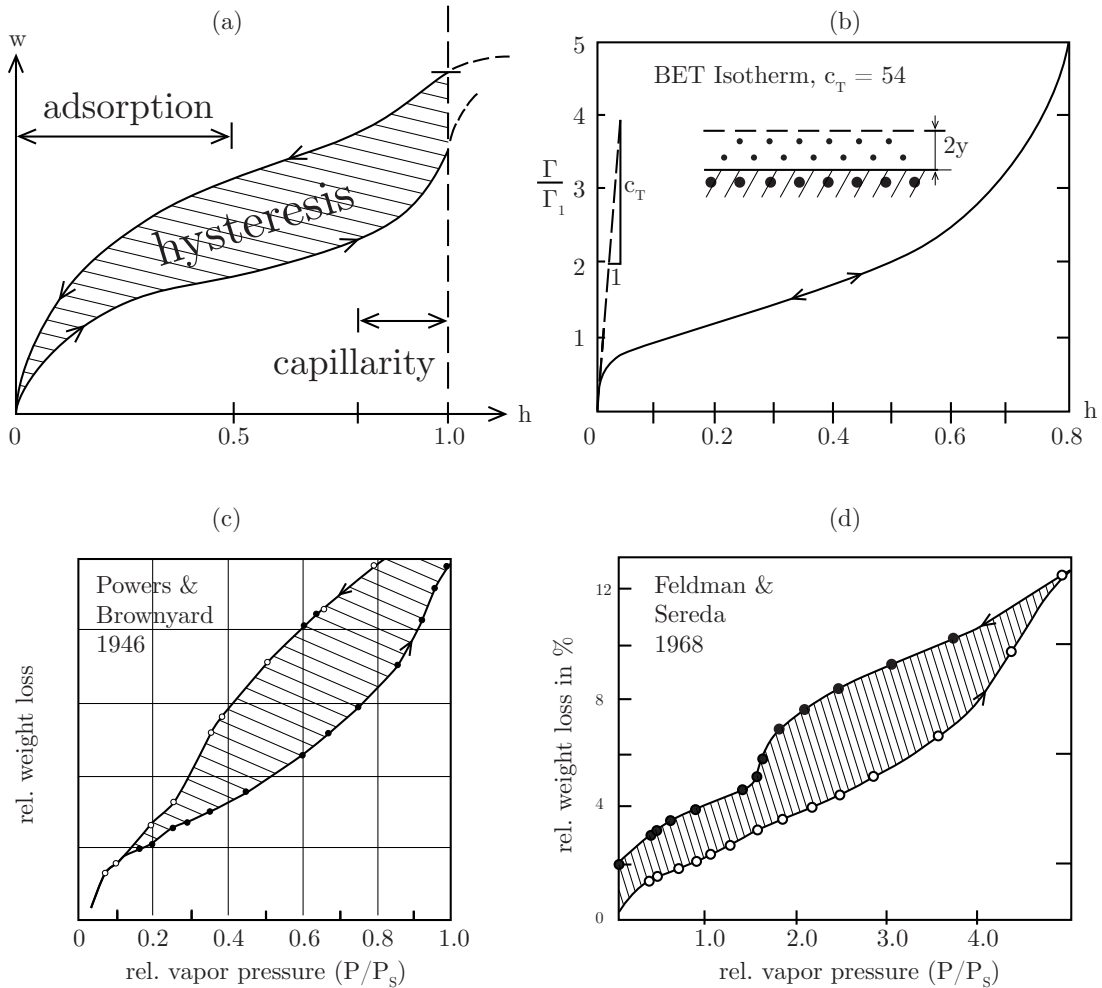 (a)
w
adsorption
hysteresis
capillarity
0
0.5
1.0
h
(b)
5
4
3
2
1
Γ
Γ₁
BET Isotherm, c_T = 54
2y
c_T
1
0
0.2
0.4
0.6
0.8
h
(c)
Powers &
Brownyard
1946
rel. weight loss
0
0.2
0.4
0.6
0.8
1.0
rel. vapor pressure (P/P_S)
(d)
Feldman &
Sereda
1968
rel. weight loss in %
12
8
4
0
1.0
2.0
3.0
4.0
rel. vapor pressure (P/P_S)